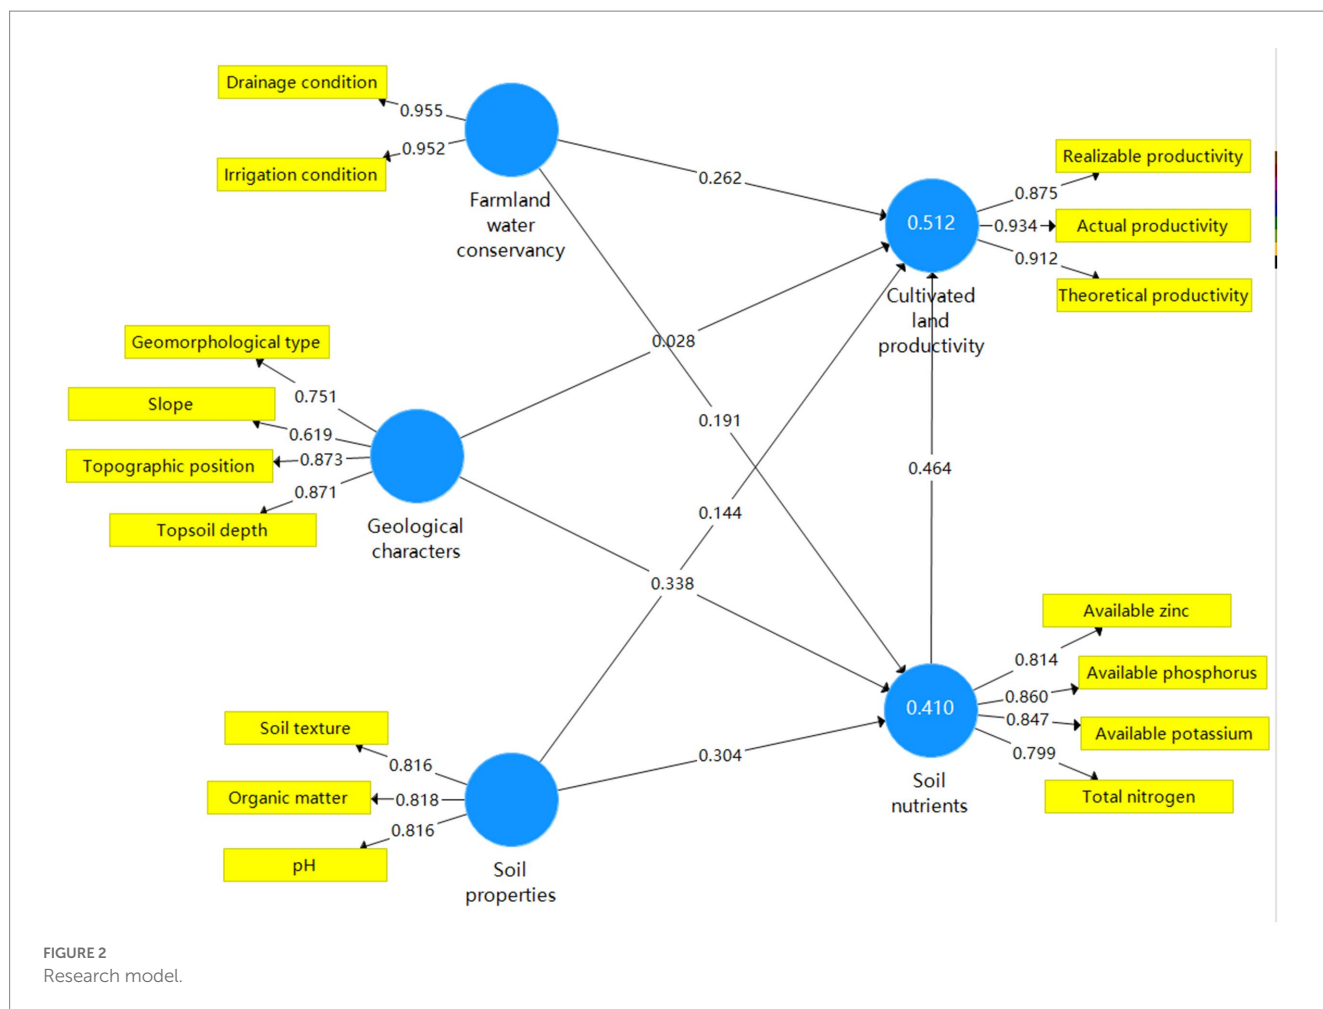 Drainage condition
0.955
0.952
Irrigation condition
Farmland
water
conservancy
0.262
Realizable productivity
0.875
0.512
0.934
Actual productivity
0.912
Theoretical productivity
Cultivated
land
productivity
Geomorphological type
0.751
Slope
0.619
Topographic position
0.873
0.871
Topsoil depth
Geological
characters
0.028
0.191
0.464
0.144
0.338
Available zinc
0.814
Available phosphorus
0.860
0.410
0.847
Available potassium
0.799
Total nitrogen
Soil
nutrients
Soil texture
0.816
Organic matter
0.818
0.816
pH
0.304
Soil
properties
FIGURE 2
Research model.